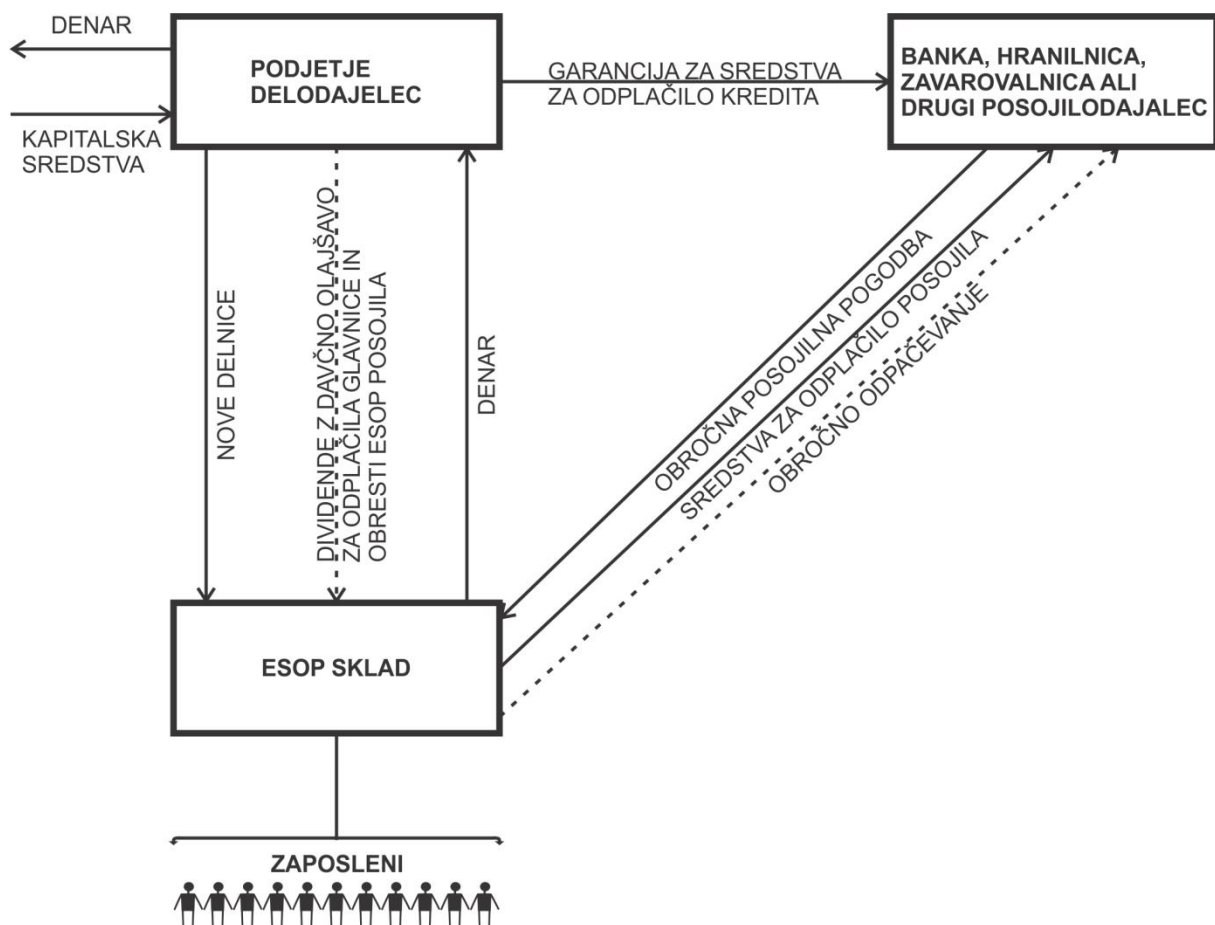 DENAR
KAPITALSKA
SREDSTVA
PODJETJE
DELODAJELEC
GARANCIJA ZA SREDSTVA
ZA ODPLAČILO KREDITA
BANKA, HRANILNICA,
ZAVAROVALNICA ALI
DRUGI POSOJILODAJALEC
NOVE DELNICE
DIVIDENDE Z DAVČNO OLAJŠAVO
ZA ODPLAČILA GLAVNICE IN
OBRESTI ESOP POSOJILA
DENAR
OBROČNA POSOJILNA POGODBA
SREDSTVA ZA ODPLAČILO POSOJILA
OBROČNO ODPAČEVANJE
ESOP SKLAD
ZAPOSLENI